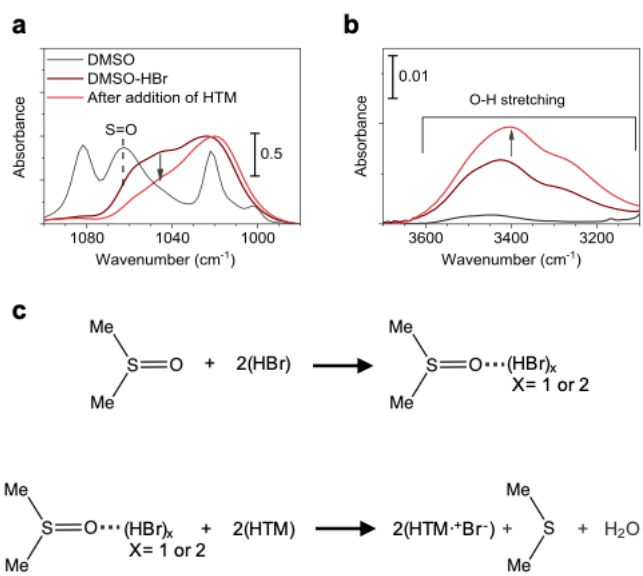 a
DMSO
DMSO-HBr
After addition of HTM
S=O
0.5
Absorbance
1080 1040 1000
Wavenumber (cm⁻¹)
b
0.01
O-H stretching
Absorbance
3600 3400 3200
Wavenumber (cm⁻¹)
c
Me
S=O + 2(HBr)
Me
Me
S=O···(HBr)ₓ
X= 1 or 2
Me
Me
S=O···(HBr)ₓ + 2(HTM)
X= 1 or 2
Me
2(HTM·⁺Br⁻) +
Me
S
Me
+ H₂O